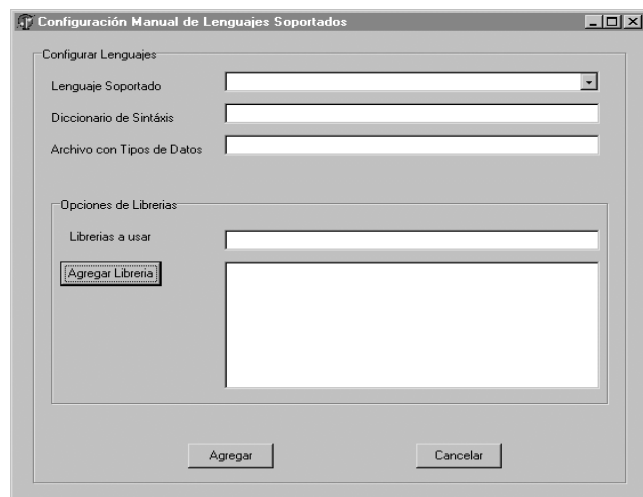 Configuración Manual de Lenguajes Soportados
Configurar Lenguajes
Lenguaje Soportado
Diccionario de Sintáxis
Archivo con Tipos de Datos
Opciones de Librerias
Librerias a usar
Agregar Libreria
Agregar
Cancelar